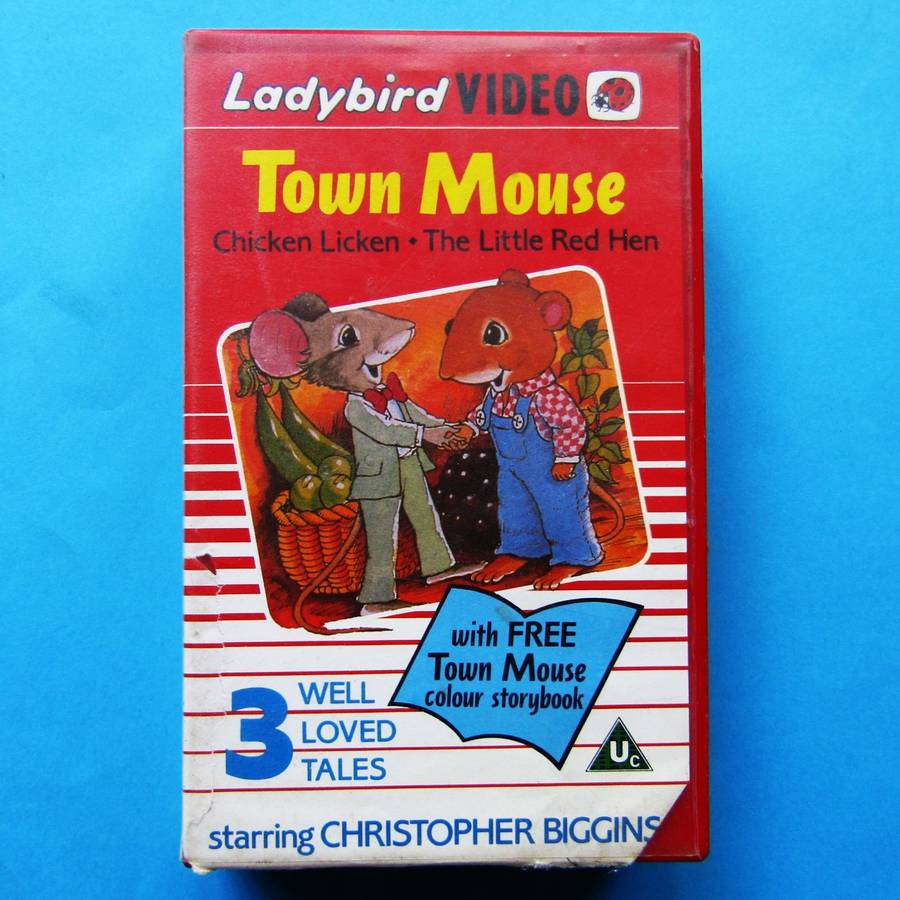 Ladybird VIDEO
Town Mouse
Chicken Licken • The Little Red Hen
with FREE
Town Mouse
colour storybook
3 WELL
LOVED
TALES
Uc
starring CHRISTOPHER BIGGINS